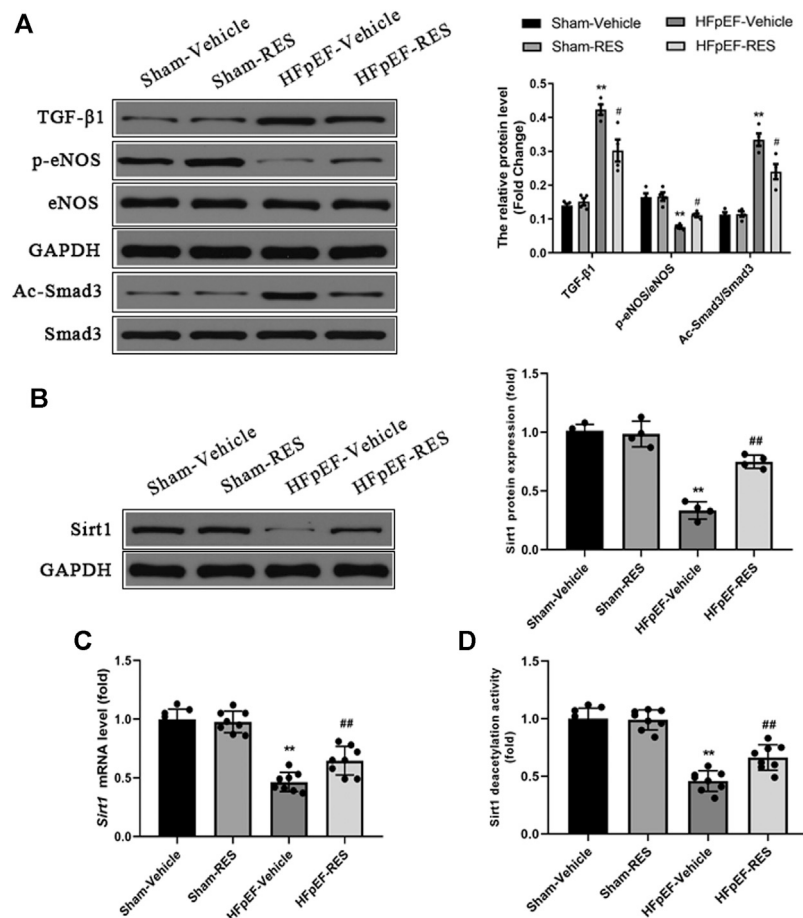 A
Sham-Vehicle
Sham-RES
HFpEF-Vehicle
HFpEF-RES
TGF-β1
p-eNOS
eNOS
GAPDH
Ac-Smad3
Smad3
Sham-Vehicle HFpEF-Vehicle
Sham-RES HFpEF-RES
The relative protein level
(Fold Change)
0.5
0.4
0.3
0.2
0.1
0.0
** # ** # ** #
TGF-β1
p-eNOS/eNOS
Ac-Smad3/Smad3
B
Sham-Vehicle
Sham-RES
HFpEF-Vehicle
HFpEF-RES
Sirt1
GAPDH
Sirt1 protein expression (fold)
1.5
1.0
0.5
0.0
** ##
Sham-Vehicle
Sham-RES
HFpEF-Vehicle
HFpEF-RES
C
Sirt1 mRNA level (fold)
1.5
1.0
0.5
0.0
** ##
Sham-Vehicle
Sham-RES
HFpEF-Vehicle
HFpEF-RES
D
Sirt1 deacetylation activity
(fold)
1.5
1.0
0.5
0.0
** ##
Sham-Vehicle
Sham-RES
HFpEF-Vehicle
HFpEF-RES